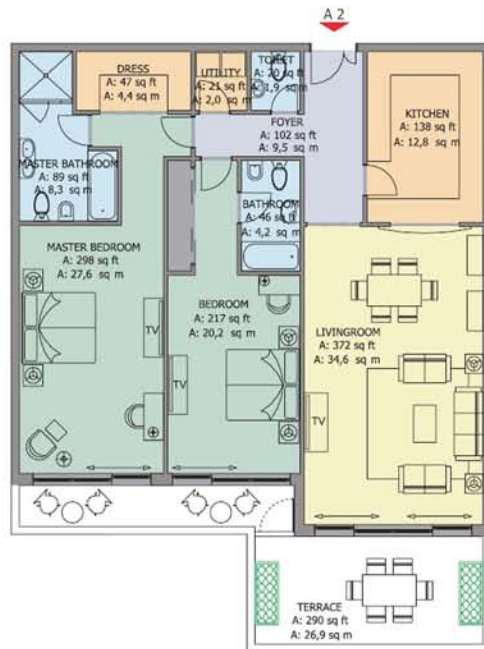 A 2
DRESS
A: 47 sq ft
A: 4,4 sq m
UTILITY
A: 21 sq ft
A: 2,0 sq m
TOILET
A: 20 sq ft
A: 1,9 sq m
FOYER
A: 102 sq ft
A: 9,5 sq m
KITCHEN
A: 138 sq ft
A: 12,8 sq m
MASTER BATHROOM
A: 89 sq ft
A: 8,3 sq m
BATHROOM
A: 46 sq ft
A: 4,2 sq m
MASTER BEDROOM
A: 298 sq ft
A: 27,6 sq m
BEDROOM
A: 217 sq ft
A: 20,2 sq m
LIVINGROOM
A: 372 sq ft
A: 34,6 sq m
TV
TV
TV
TERRACE
A: 290 sq ft
A: 26,9 sq m